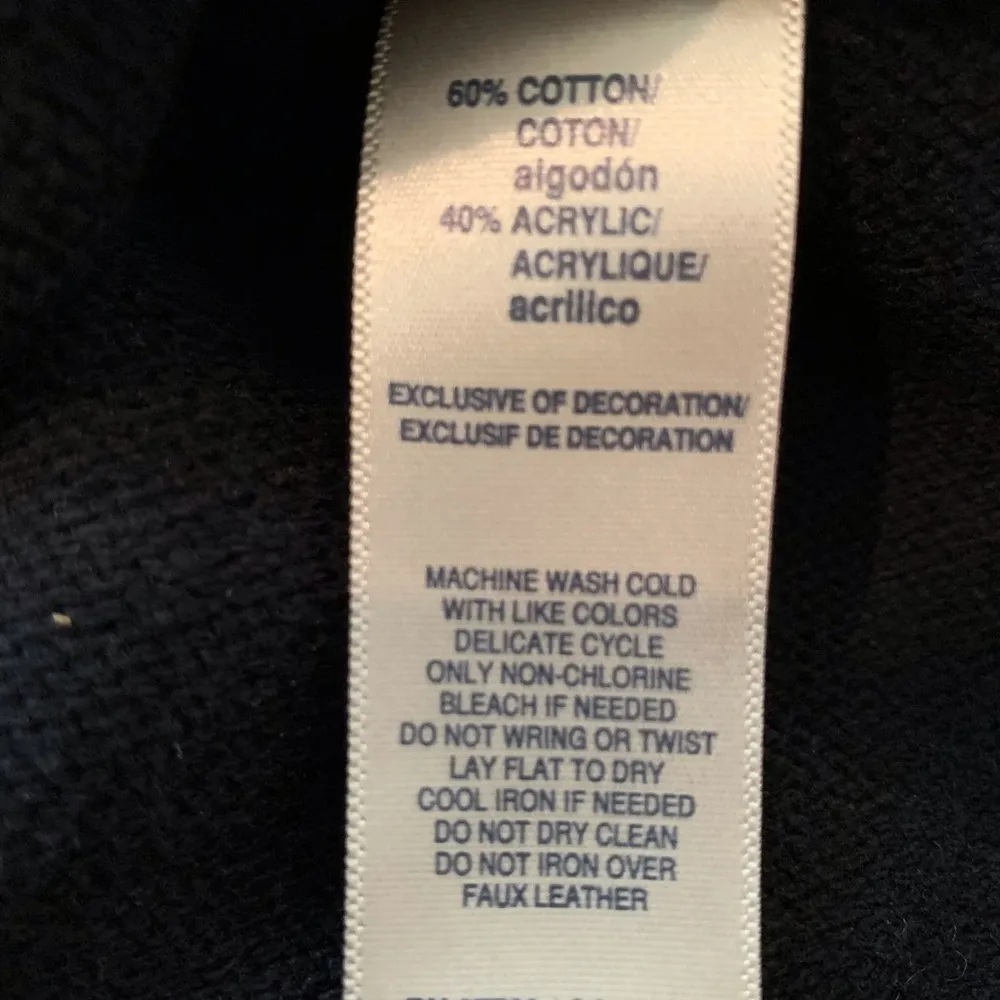 60% COTTON/
COTON/
algodón
40% ACRYLIC/
ACRYLIQUE/
acrílico
EXCLUSIVE OF DECORATION/
EXCLUSIF DE DECORATION
MACHINE WASH COLD
WITH LIKE COLORS
DELICATE CYCLE
ONLY NON-CHLORINE
BLEACH IF NEEDED
DO NOT WRING OR TWIST
LAY FLAT TO DRY
COOL IRON IF NEEDED
DO NOT DRY CLEAN
DO NOT IRON OVER
FAUX LEATHER